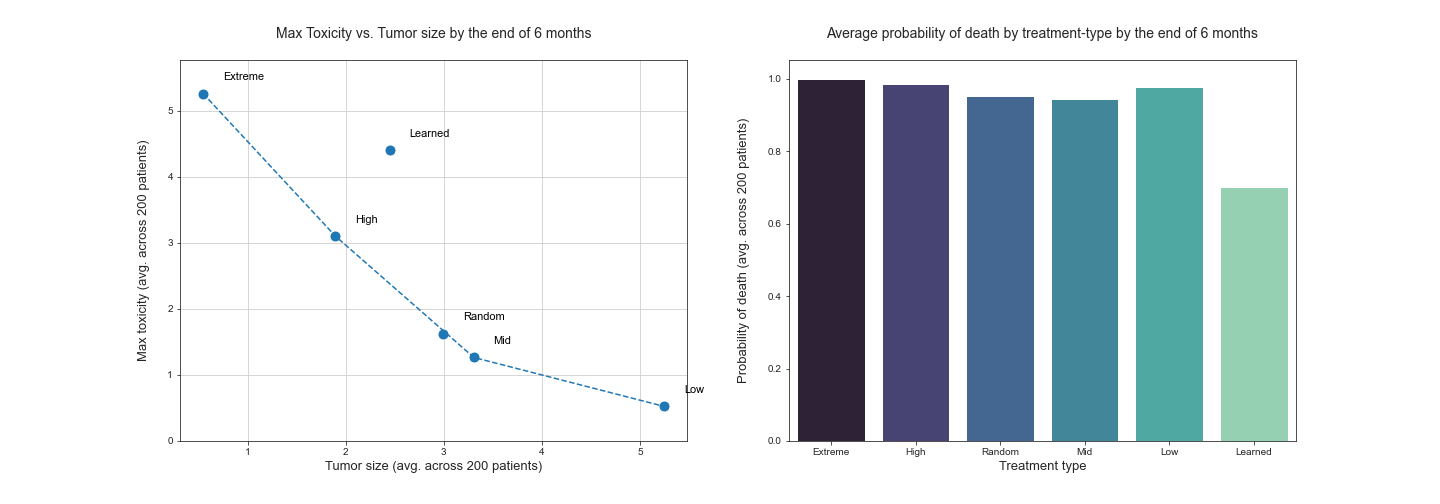 Max Toxicity vs. Tumor size by the end of 6 months
Max toxicity (avg. across 200 patients)
5
4
3
2
1
0
Extreme
Learned
High
Random
Mid
Low
1 2 3 4 5
Tumor size (avg. across 200 patients)
Average probability of death by treatment-type by the end of 6 months
Probability of death (avg. across 200 patients)
1.0
0.8
0.6
0.4
0.2
0.0
Extreme High Random Mid Low Learned
Treatment type